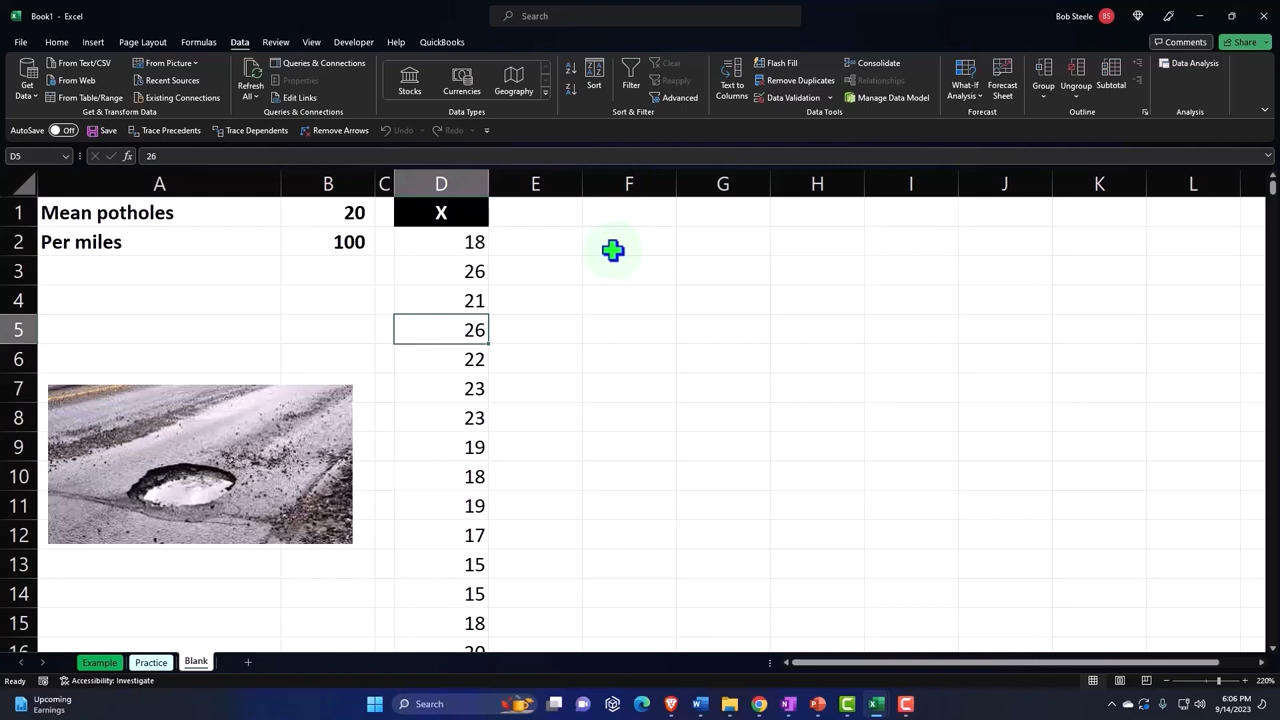 Book1 - Excel
Search
Bob Steele BS
File Home Insert Page Layout Formulas Data Review View Developer Help QuickBooks
Comments Share
Get Data
From Text/CSV
From Web
From Table/Range
From Picture
Recent Sources
Existing Connections
Get & Transform Data
Refresh All
Queries & Connections
Properties
Edit Links
Queries & Connections
Stocks Currencies Geography
Data Types
Sort
Filter
Clear
Reapply
Advanced
Sort & Filter
Text to Columns
Flash Fill
Remove Duplicates
Data Validation
Consolidate
Relationships
Manage Data Model
Data Tools
What-If Analysis
Forecast Sheet
Forecast
Group Ungroup Subtotal
Outline
Data Analysis
Analysis
AutoSave Off Save Trace Precedents Trace Dependents Remove Arrows Undo Redo
D5 fx 26
A B C D E F G H I J K L
1 Mean potholes 20 X
2 Per miles 100 18
3 26
4 21
5 26
6 22
7 23
8 23
9 19
10 18
11 19
12 17
13 15
14 15
15 18
16 20
Example Practice Blank
Ready Accessibility: Investigate 220%
Upcoming
Earnings
Search
6:06 PM
9/14/2023